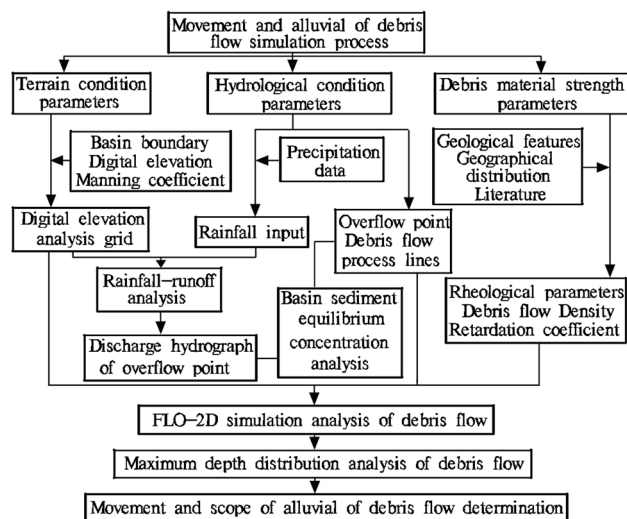 Movement and alluvial of debris
flow simulation process
Terrain condition
parameters
Hydrological condition
parameters
Debris material strength
parameters
Basin boundary
Digital elevation
Manning coefficient
Precipitation
data
Geological features
Geographical
distribution
Literature
Digital elevation
analysis grid
Rainfall input
Overflow point
Debris flow
process lines
Rainfall-runoff
analysis
Basin sediment
equilibrium
concentration
analysis
Rheological parameters
Debris flow Density
Retardation coefficient
Discharge hydrograph
of overflow point
FLO-2D simulation analysis of debris flow
Maximum depth distribution analysis of debris flow
Movement and scope of alluvial of debris flow determination